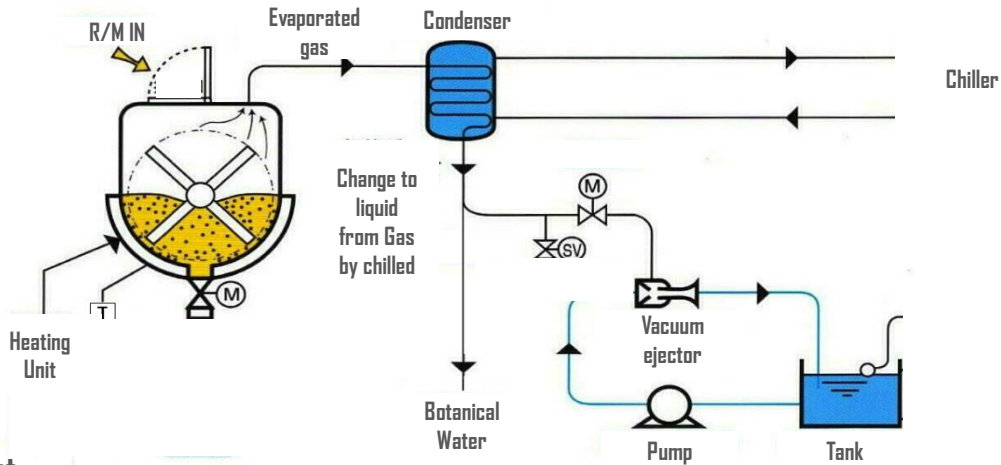 Evaporated
gas
Condenser
R/M IN
Chiller
Change to
liquid
from Gas
by chilled
M
SV
M
T
Heating
Unit
Vacuum
ejector
Botanical
Water
Pump
Tank